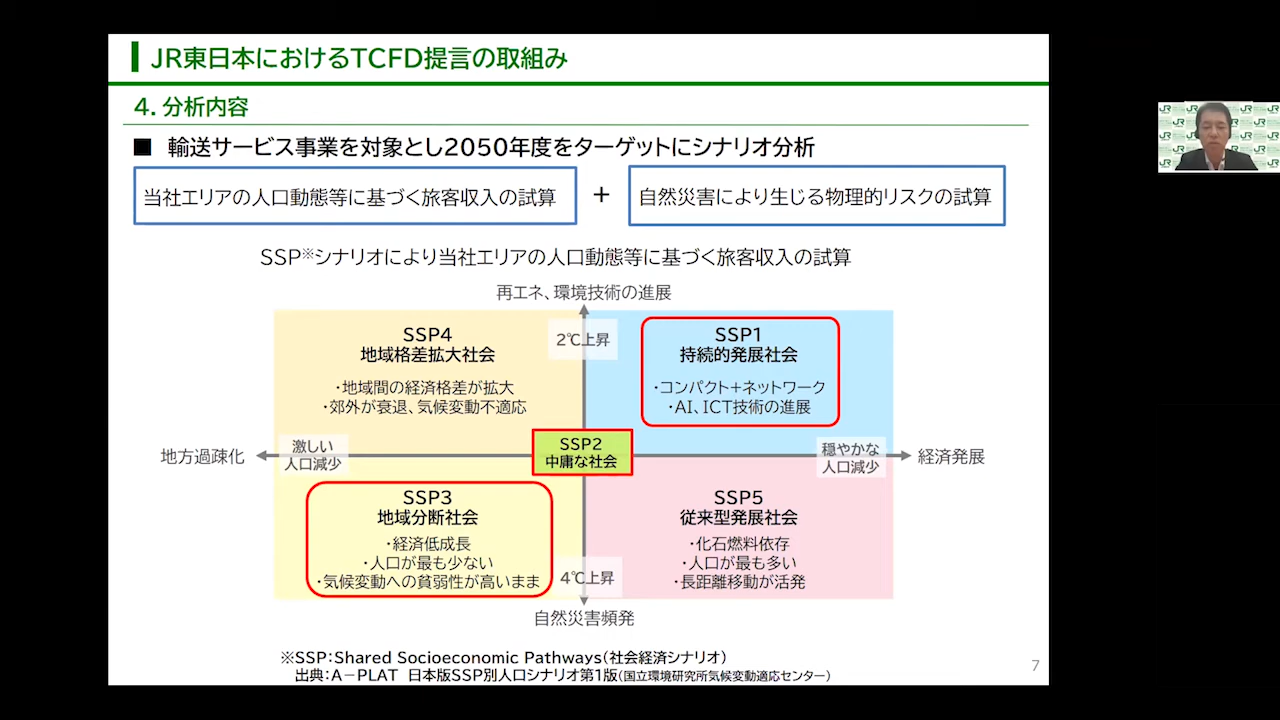 JR東日本におけるTCFD提言の取組み
4. 分析内容
■ 輸送サービス事業を対象とし2050年度をターゲットにシナリオ分析
当社エリアの人口動態等に基づく旅客収入の試算 + 自然災害により生じる物理的リスクの試算
SSP※シナリオにより当社エリアの人口動態等に基づく旅客収入の試算
再エネ、環境技術の進展
2℃上昇
SSP4
地域格差拡大社会
・地域間の経済格差が拡大
・郊外が衰退、気候変動不適応
SSP1
持続的発展社会
・コンパクト+ネットワーク
・AI、ICT技術の進展
地方過疎化
激しい
人口減少
SSP2
中庸な社会
穏やかな
人口減少
経済発展
SSP3
地域分断社会
・経済低成長
・人口が最も少ない
・気候変動への貧弱性が高いまま
SSP5
従来型発展社会
・化石燃料依存
・人口が最も多い
・長距離移動が活発
4℃上昇
自然災害頻発
※SSP:Shared Socioeconomic Pathways(社会経済シナリオ)
出典:A-PLAT 日本版SSP別人口シナリオ第1版(国立環境研究所気候変動適応センター)
7
JR
JR
JR
JR